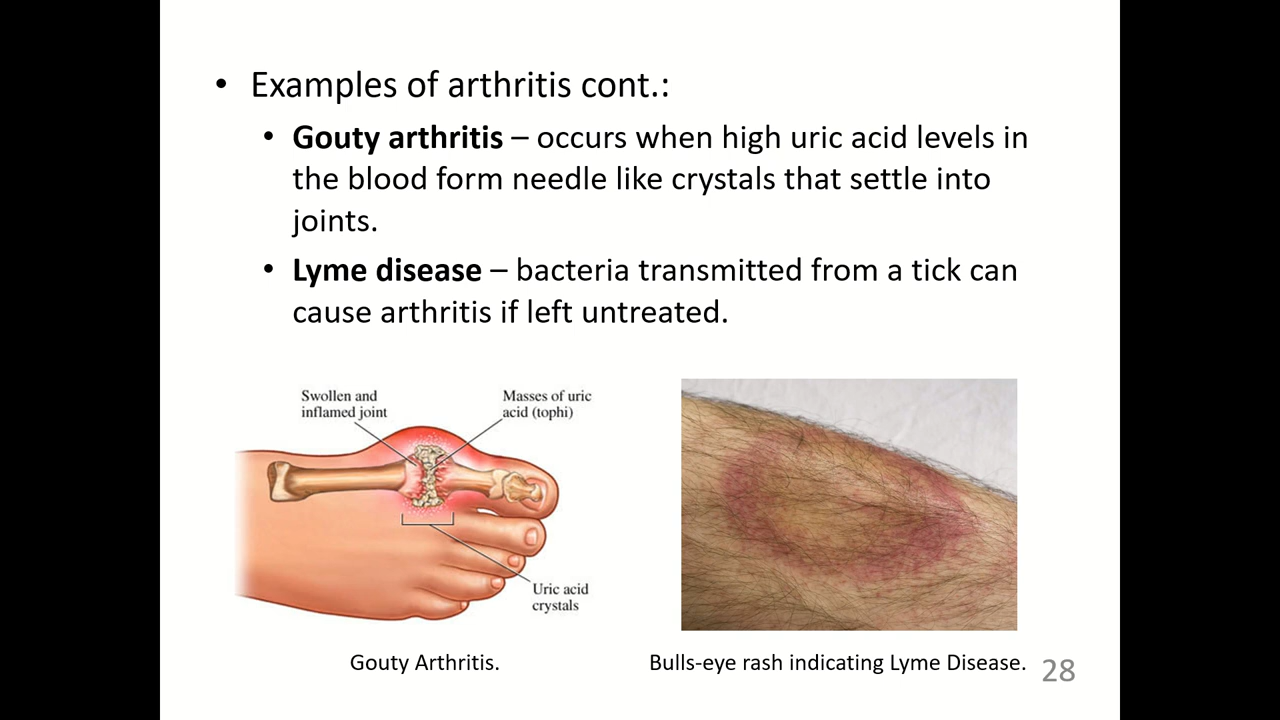 • Examples of arthritis cont.:
• Gouty arthritis – occurs when high uric acid levels in
the blood form needle like crystals that settle into
joints.
• Lyme disease – bacteria transmitted from a tick can
cause arthritis if left untreated.
Swollen and
inflamed joint
Masses of uric
acid (tophi)
Uric acid
crystals
Gouty Arthritis.
Bulls-eye rash indicating Lyme Disease.
28